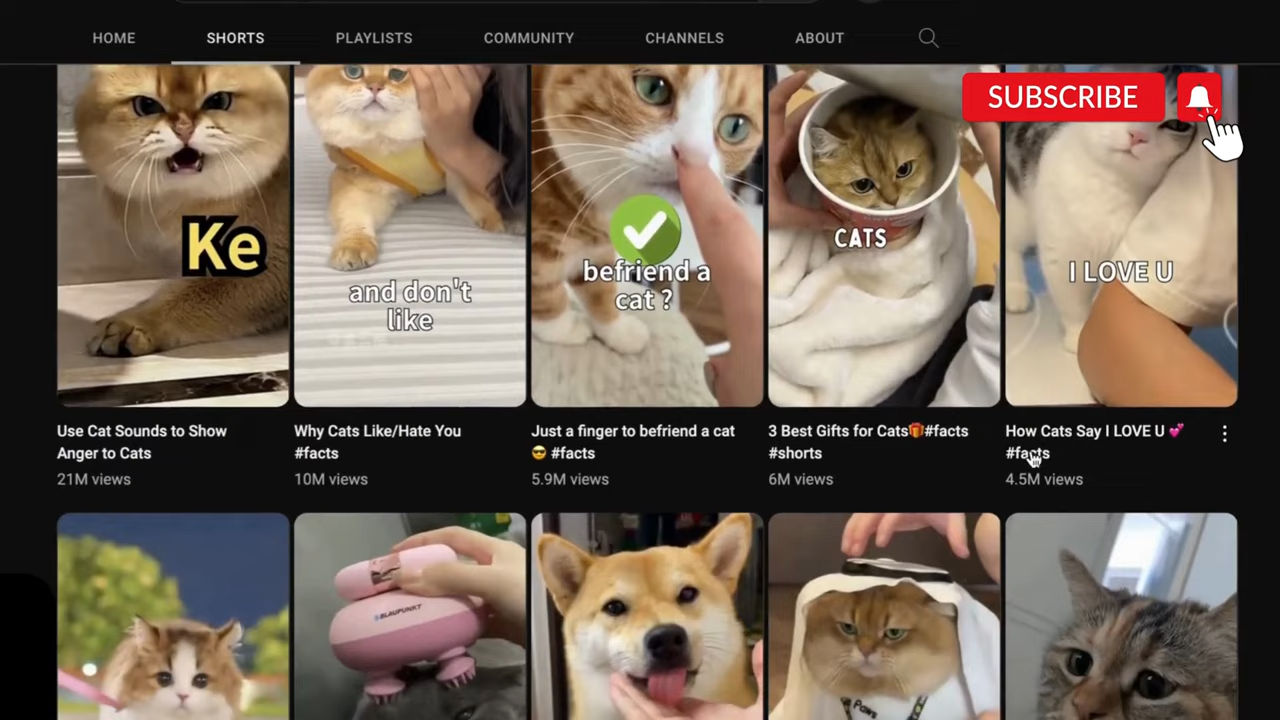 HOME
SHORTS
PLAYLISTS
COMMUNITY
CHANNELS
ABOUT
SUBSCRIBE
Ke
and don't
like
befriend a
cat ?
CATS
I LOVE U
Use Cat Sounds to Show
Anger to Cats
21M views
Why Cats Like/Hate You
#facts
10M views
Just a finger to befriend a cat
😎 #facts
5.9M views
3 Best Gifts for Cats🎁#facts
#shorts
6M views
How Cats Say I LOVE U 💞
#facts
4.5M views
BLAUPUNKT
Paws